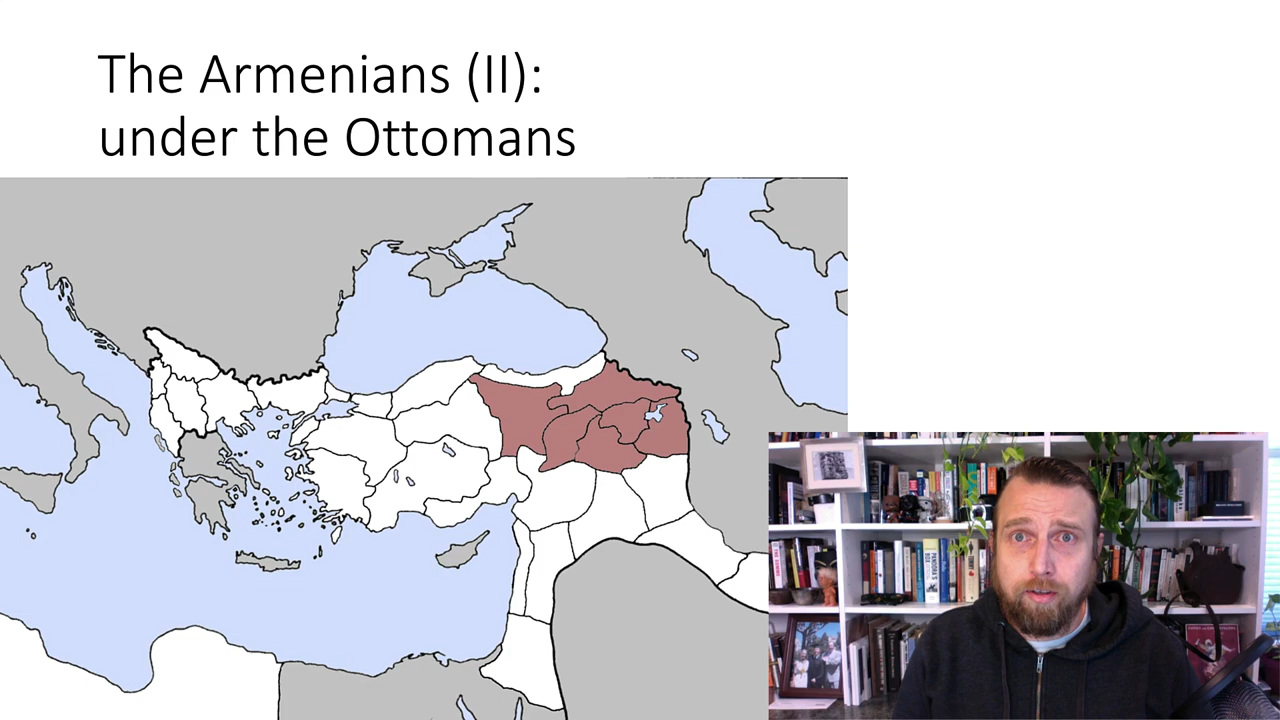 The Armenians (II):
under the Ottomans